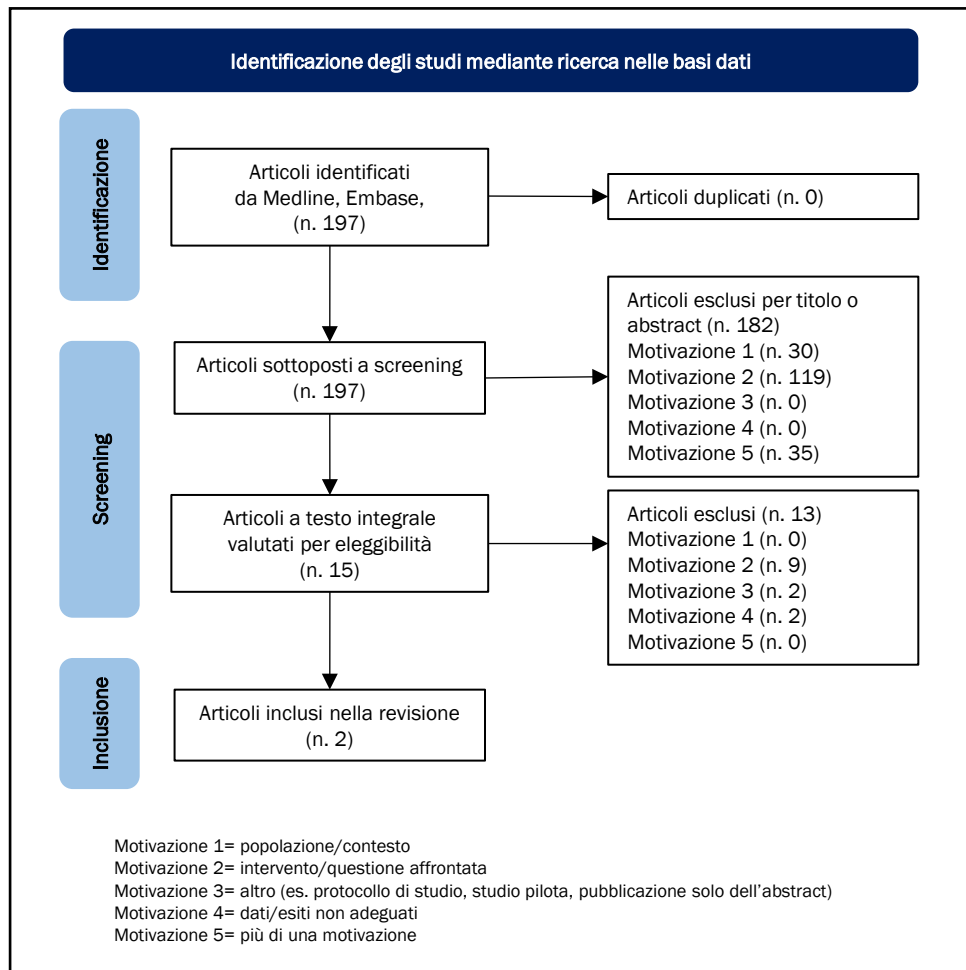 Identificazione degli studi mediante ricerca nelle basi dati
Identificazione
Articoli identificati
da Medline, Embase,
(n. 197)
Articoli duplicati (n. 0)
Screening
Articoli sottoposti a screening
(n. 197)
Articoli esclusi per titolo o
abstract (n. 182)
Motivazione 1 (n. 30)
Motivazione 2 (n. 119)
Motivazione 3 (n. 0)
Motivazione 4 (n. 0)
Motivazione 5 (n. 35)
Articoli a testo integrale
valutati per eleggibilità
(n. 15)
Articoli esclusi (n. 13)
Motivazione 1 (n. 0)
Motivazione 2 (n. 9)
Motivazione 3 (n. 2)
Motivazione 4 (n. 2)
Motivazione 5 (n. 0)
Inclusione
Articoli inclusi nella revisione
(n. 2)
Motivazione 1= popolazione/contesto
Motivazione 2= intervento/questione affrontata
Motivazione 3= altro (es. protocollo di studio, studio pilota, pubblicazione solo dell'abstract)
Motivazione 4= dati/esiti non adeguati
Motivazione 5= più di una motivazione